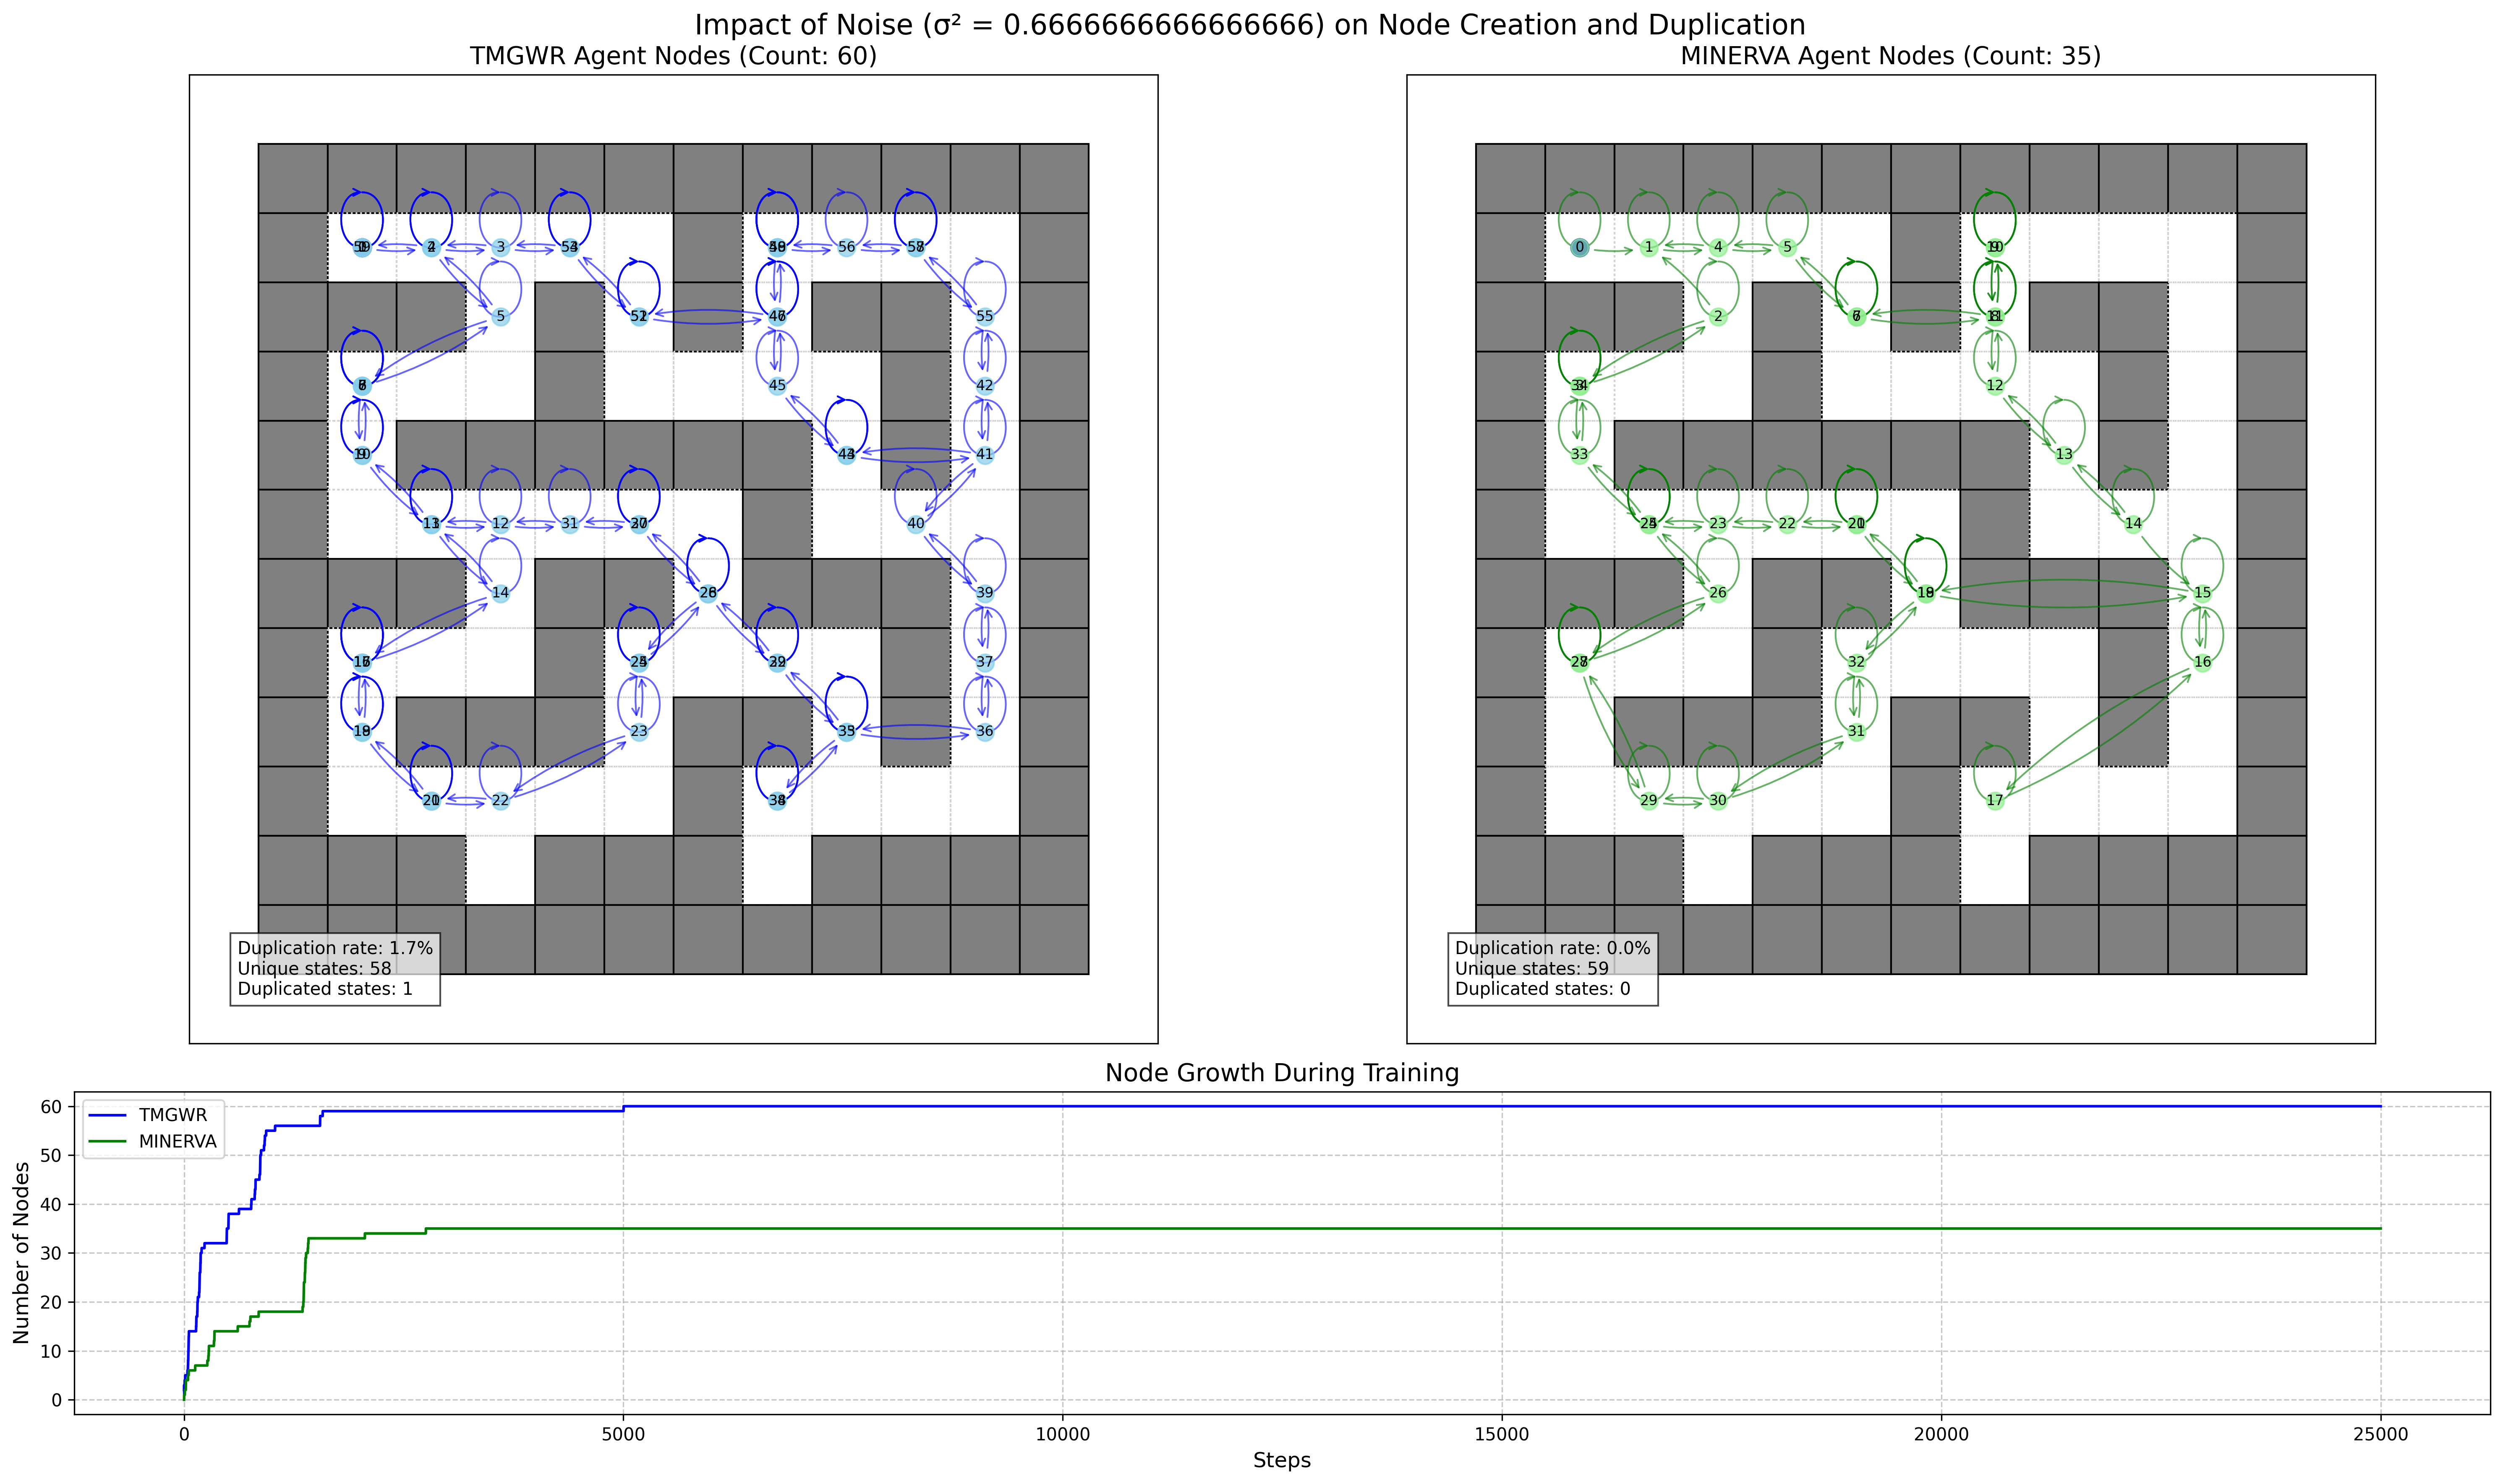 Impact of Noise (σ² = 0.6666666666666666) on Node Creation and Duplication
TMGWR Agent Nodes (Count: 60)
3 56
5 55
45 42
41
12 31 40
14 39
37
23 36
22
Duplication rate: 1.7%
Unique states: 58
Duplicated states: 1
MINERVA Agent Nodes (Count: 35)
0 1 4 5
2
12
33 13
23 22 14
26 15
32 16
31
29 30 17
Duplication rate: 0.0%
Unique states: 59
Duplicated states: 0
Node Growth During Training
TMGWR
MINERVA
Number of Nodes
60
50
40
30
20
10
0
0 5000 10000 15000 20000 25000
Steps